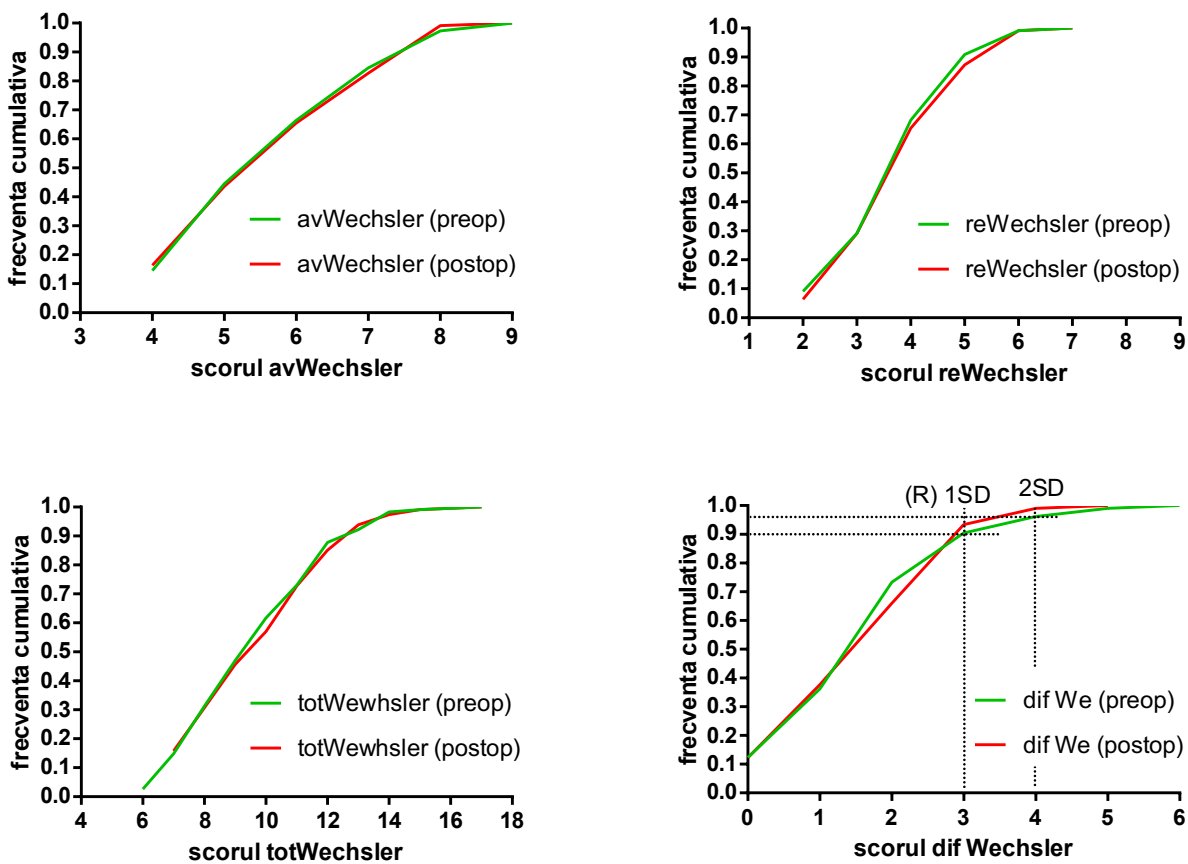 frecventa cumulativa
1.0
0.9
0.8
0.7
0.6
0.5
0.4
0.3
0.2
0.1
0.0
avWechsler (preop)
avWechsler (postop)
3 4 5 6 7 8 9
scorul avWechsler
frecventa cumulativa
1.0
0.9
0.8
0.7
0.6
0.5
0.4
0.3
0.2
0.1
0.0
reWechsler (preop)
reWechsler (postop)
1 2 3 4 5 6 7 8 9
scorul reWechsler
frecventa cumulativa
1.0
0.9
0.8
0.7
0.6
0.5
0.4
0.3
0.2
0.1
0.0
totWewhsler (preop)
totWewhsler (postop)
4 6 8 10 12 14 16 18
scorul totWechsler
frecventa cumulativa
(R) 1SD 2SD
1.0
0.9
0.8
0.7
0.6
0.5
0.4
0.3
0.2
0.1
0.0
dif We (preop)
dif We (postop)
0 1 2 3 4 5 6
scorul dif Wechsler